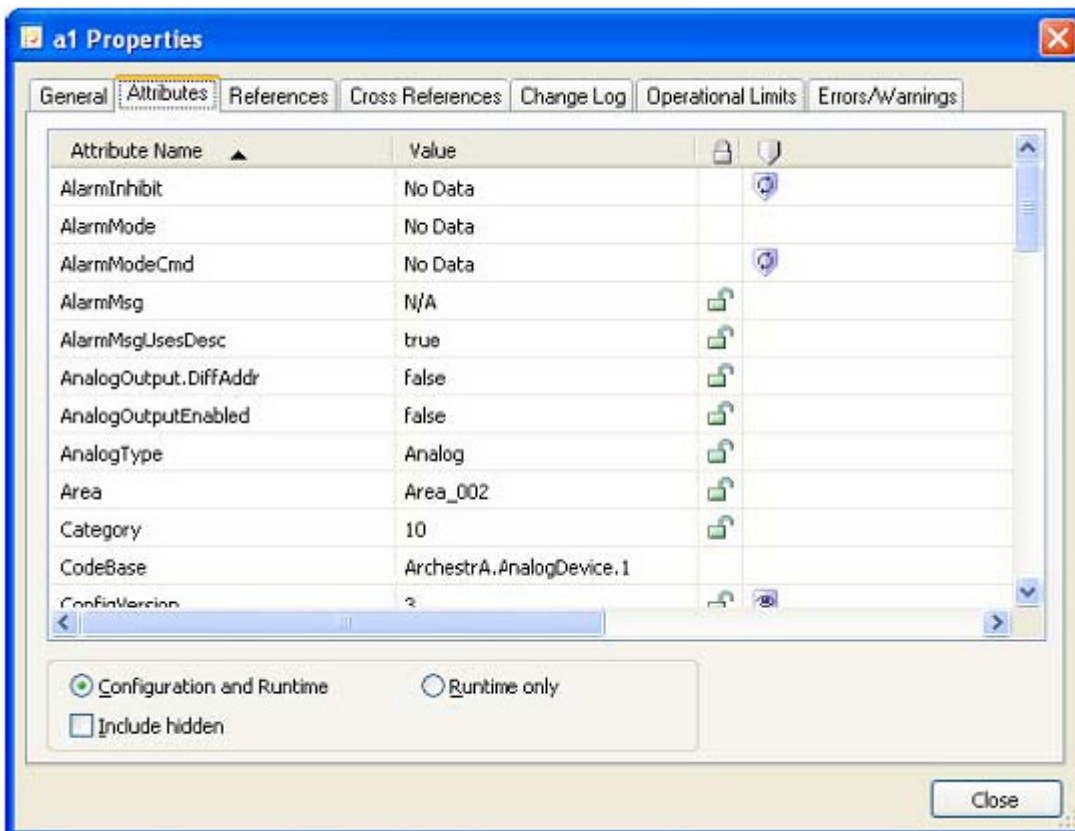 a1 Properties
General Attributes References Cross References Change Log Operational Limits Errors/Warnings
Attribute Name Value
AlarmInhibit No Data
AlarmMode No Data
AlarmModeCmd No Data
AlarmMsg N/A
AlarmMsgUsesDesc true
AnalogOutput.DiffAddr false
AnalogOutputEnabled false
AnalogType Analog
Area Area_002
Category 10
CodeBase ArchestrA.AnalogDevice.1
ConfigVersion 3
Configuration and Runtime Runtime only
Include hidden
Close